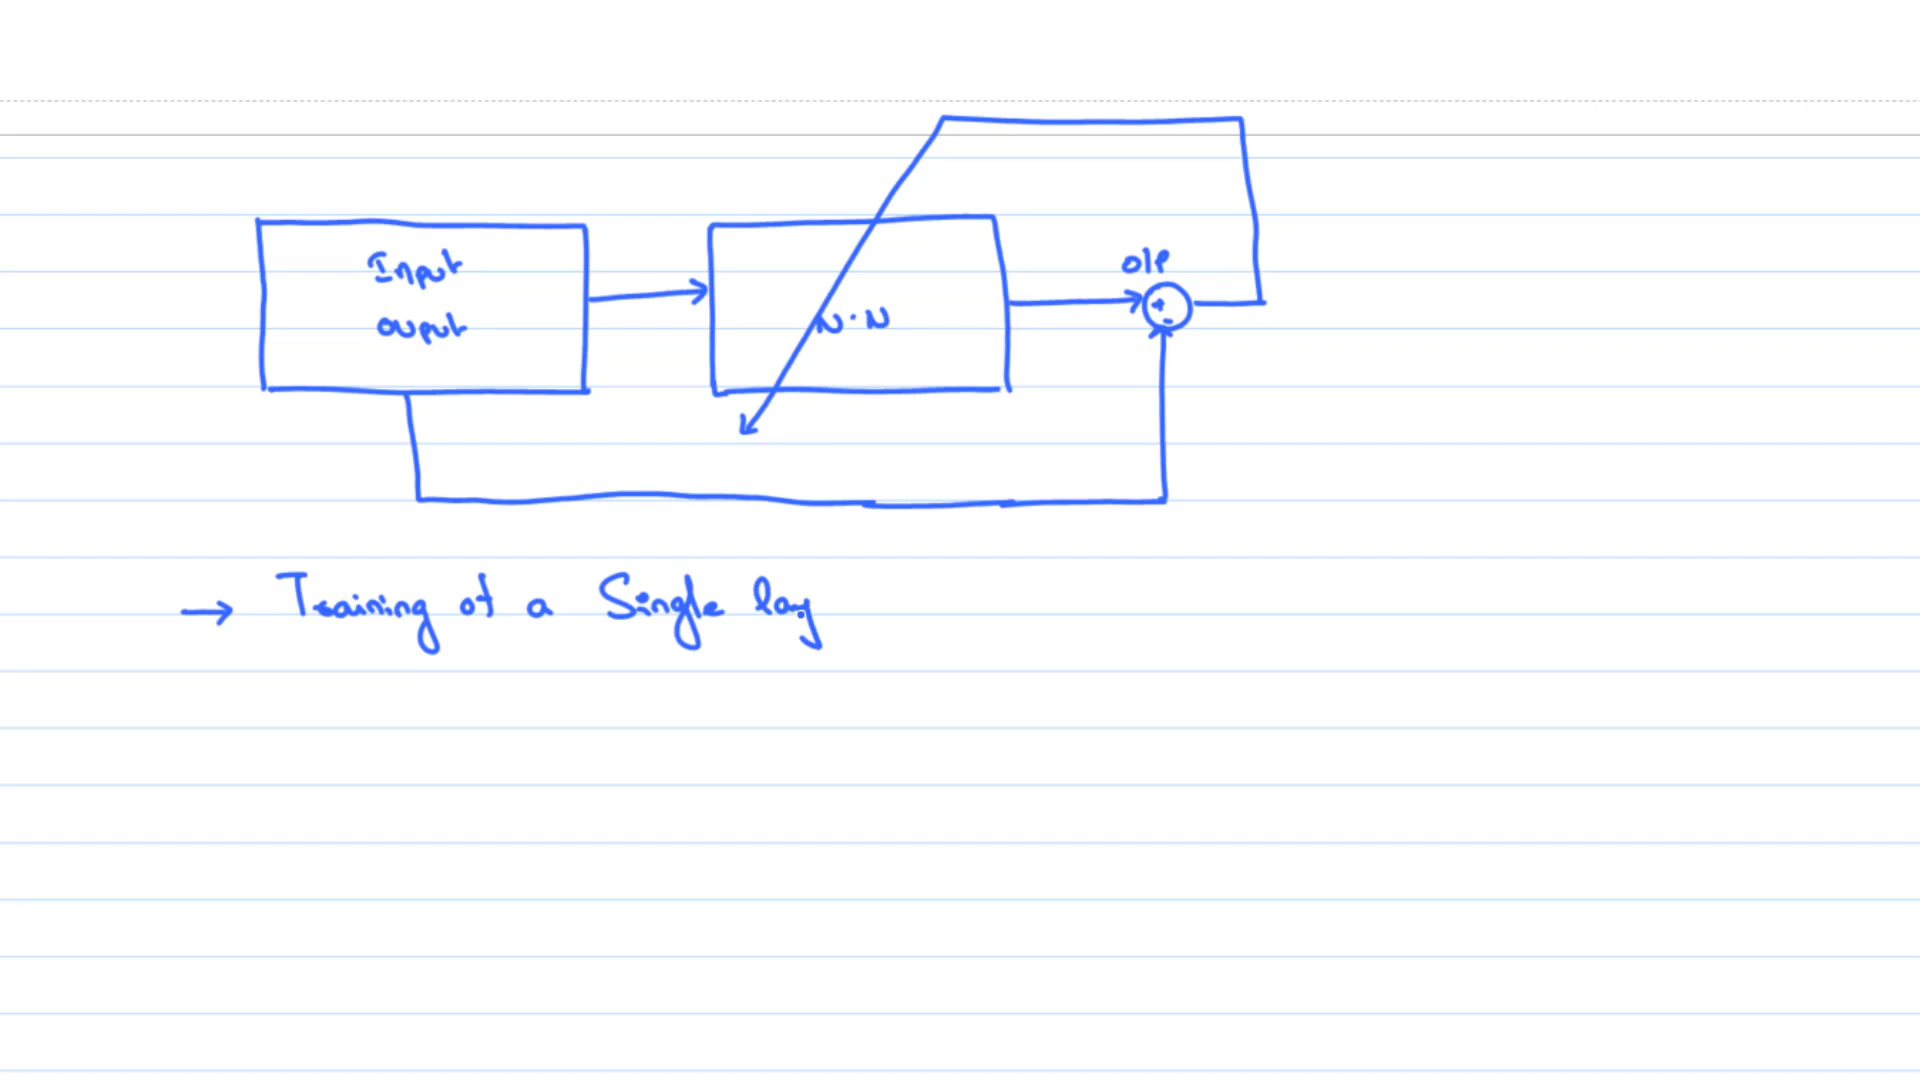 Input
ouput
N.N
O/P
+
-
→ Training of a Single lay